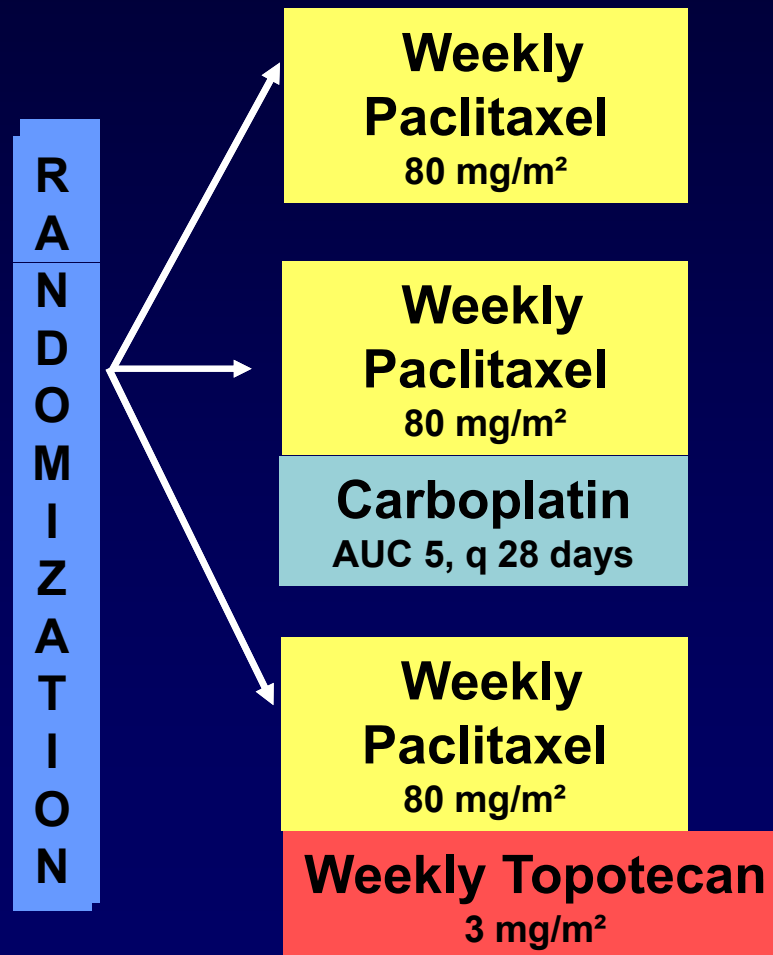 RANDOMIZATION
Weekly
Paclitaxel
80 mg/m²
Weekly
Paclitaxel
80 mg/m²
Carboplatin
AUC 5, q 28 days
Weekly
Paclitaxel
80 mg/m²
Weekly Topotecan
3 mg/m²